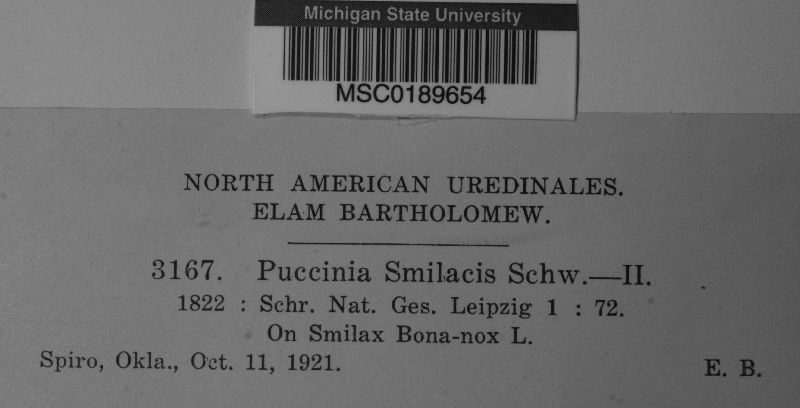 Michigan State University
MSC0189654
NORTH AMERICAN UREDINALES.
ELAM BARTHOLOMEW.
3167. Puccinia Smilacis Schw.—II.
1822 : Schr. Nat. Ges. Leipzig 1 : 72.
On Smilax Bona-nox L.
Spiro, Okla., Oct. 11, 1921.
E. B.